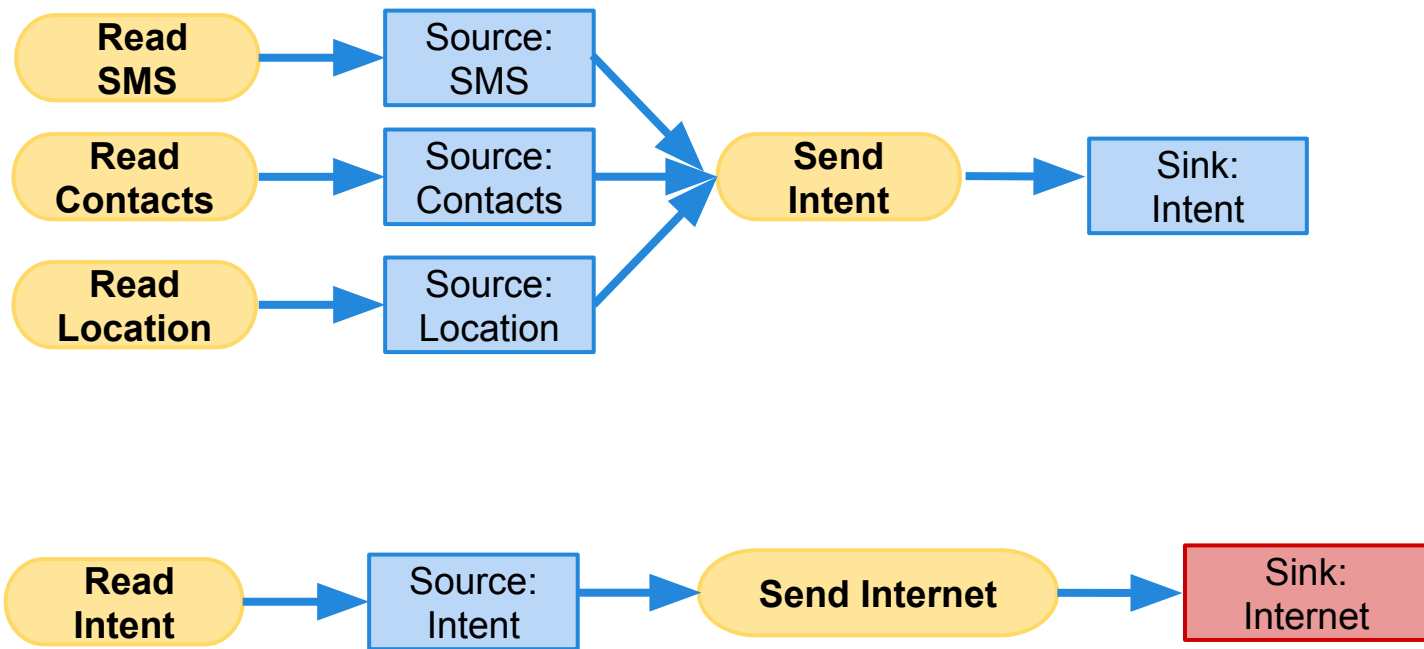 Read
SMS
Source:
SMS
Read
Contacts
Source:
Contacts
Send
Intent
Sink:
Intent
Read
Location
Source:
Location
Read
Intent
Source:
Intent
Send Internet
Sink:
Internet